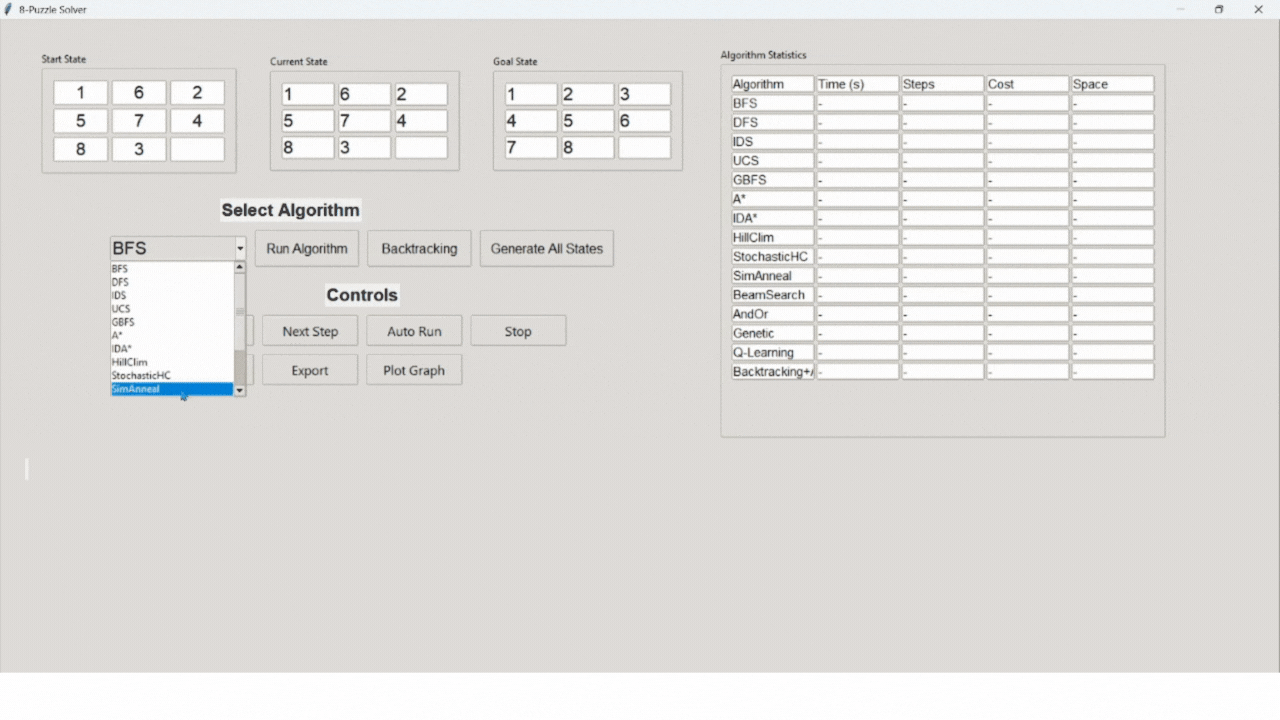 8-Puzzle Solver
Start State
1 6 2
5 7 4
8 3
Current State
1 6 2
5 7 4
8 3
Goal State
1 2 3
4 5 6
7 8
Select Algorithm
BFS
Run Algorithm
Backtracking
Generate All States
BFS
DFS
IDS
UCS
GBFS
A*
IDA*
HillClim
StochasticHC
SimAnneal
Controls
Next Step
Auto Run
Stop
Export
Plot Graph
Algorithm Statistics
Algorithm Time (s) Steps Cost Space
BFS - - - -
DFS - - - -
IDS - - - -
UCS - - - -
GBFS - - - -
A* - - - -
IDA* - - - -
HillClim - - - -
StochasticHC - - - -
SimAnneal - - - -
BeamSearch - - - -
AndOr - - - -
Genetic - - - -
Q-Learning - - - -
Backtracking+/ - - - -